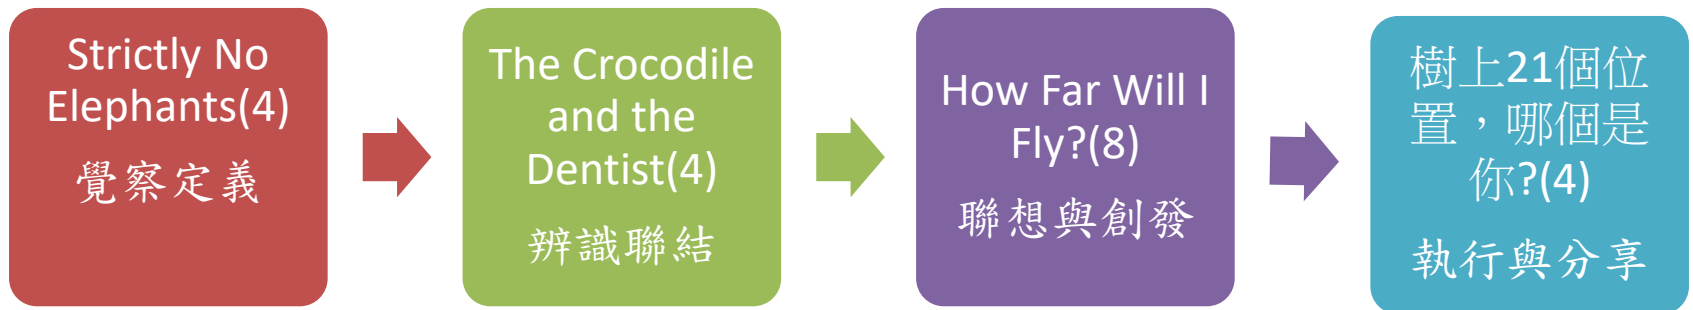 Strictly No
Elephants(4)
覺察定義
The Crocodile
and the
Dentist(4)
辨識聯結
How Far Will I
Fly?(8)
聯想與創發
樹上21個位
置，哪個是
你?(4)
執行與分享